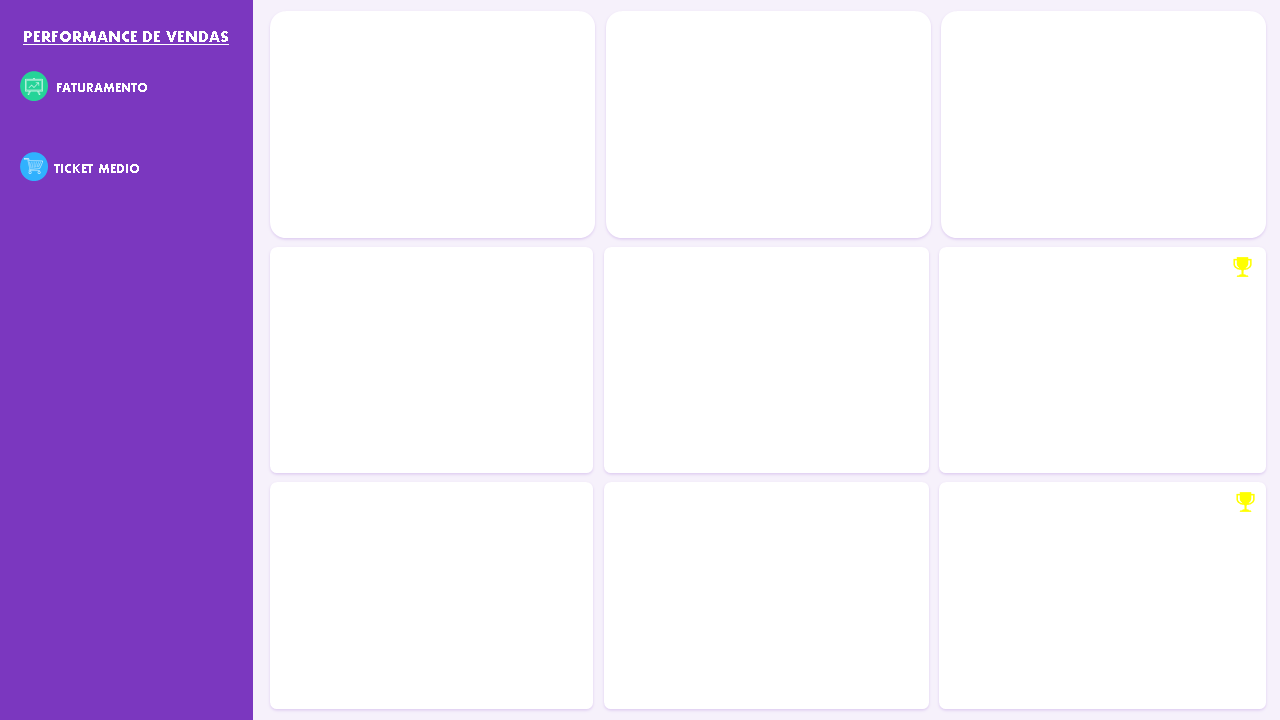 PERFORMANCE DE VENDAS
FATURAMENTO
TICKET MEDIO